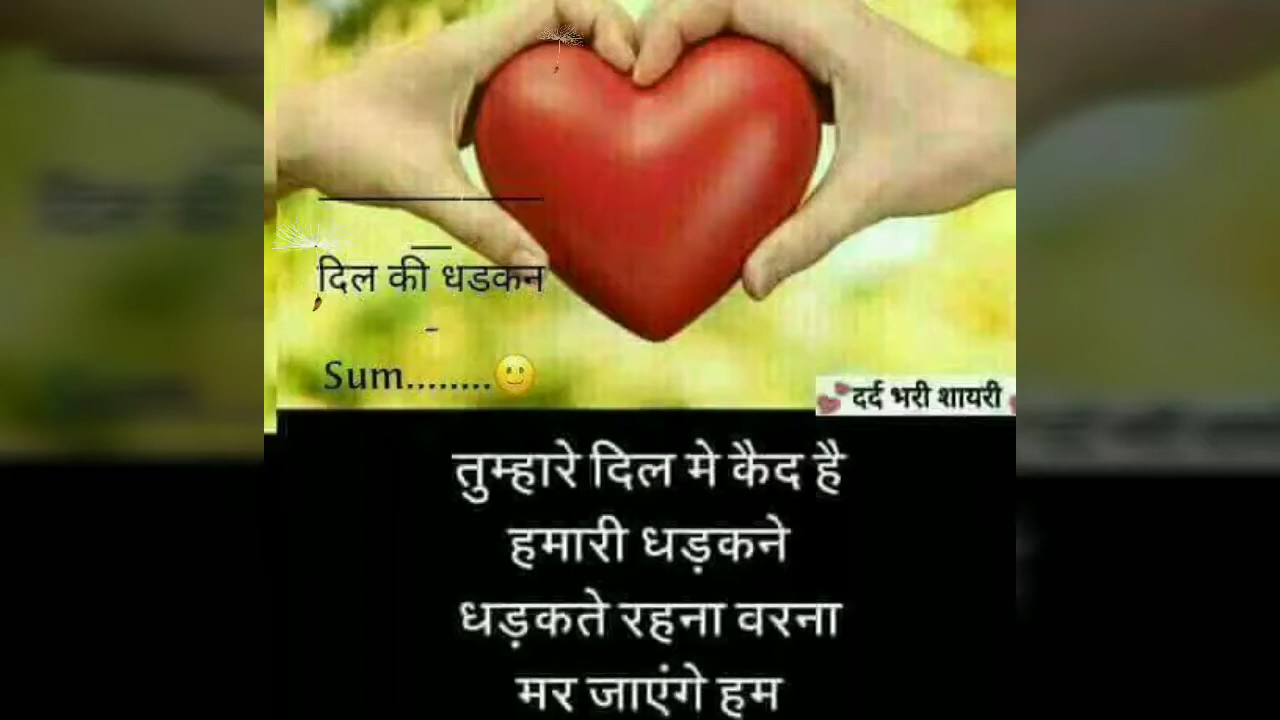 दिल की धडकन
-
Sum........🙂
दर्द भरी शायरी
तुम्हारे दिल मे कैद है
हमारी धड़कने
धड़कते रहना वरना
मर जाएंगे हम